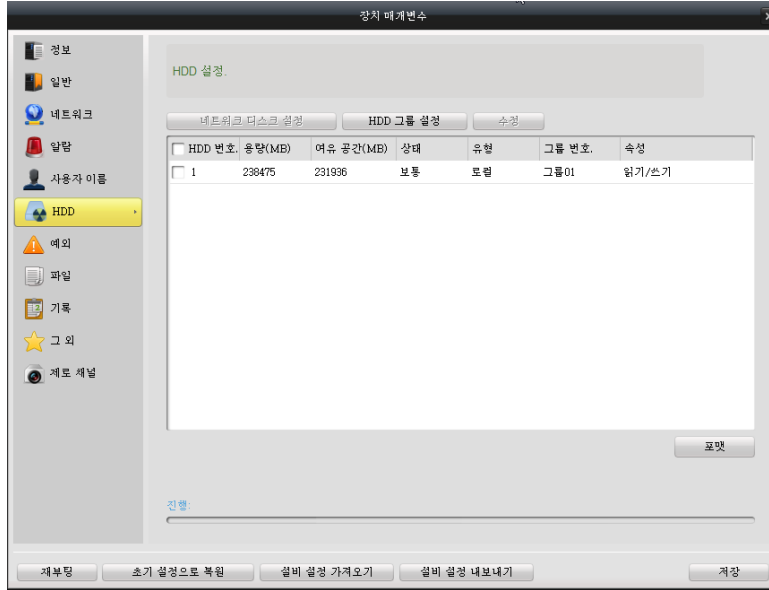 장치 매개변수
정보
일반
네트워크
알람
사용자 이름
HDD
예외
파일
기록
그 외
제로 채널
HDD 설정.
네트워크 디스크 설정 HDD 그룹 설정 수정
HDD 번호. 용량(MB) 여유 공간(MB) 상태 유형 그룹 번호. 속성
1 238475 231936 보통 로컬 그룹01 읽기/쓰기
포맷
진행:
재부팅 초기 설정으로 복원 설비 설정 가져오기 설비 설정 내보내기 저장